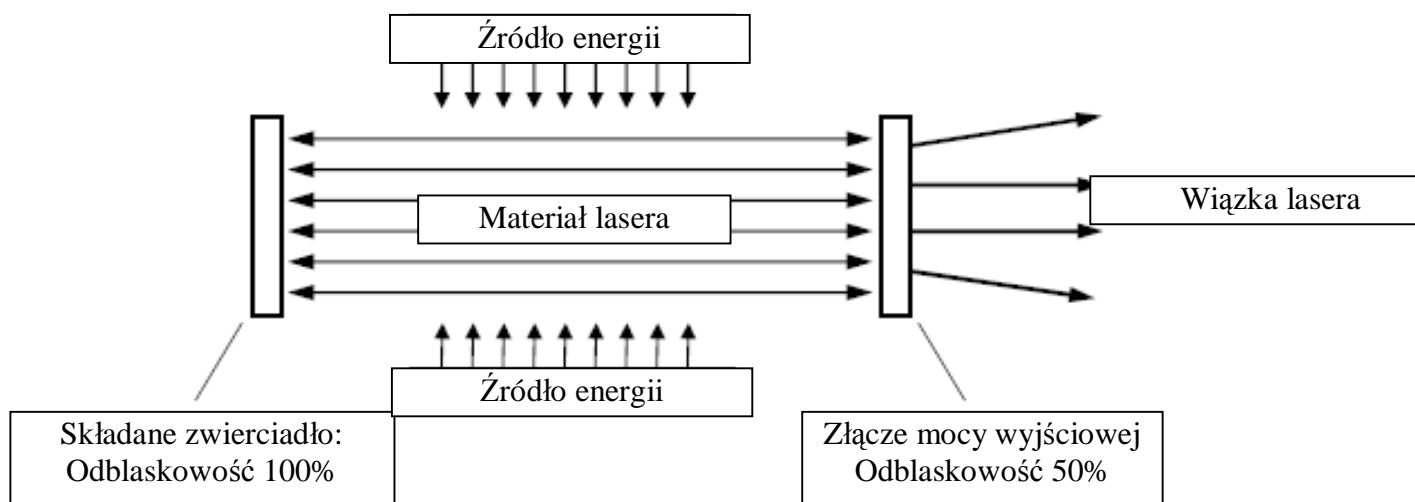 Źródło energii
Materiał lasera
Wiązka lasera
Źródło energii
Składane zwierciadło:
Odblaskowość 100%
Złącze mocy wyjściowej
Odblaskowość 50%